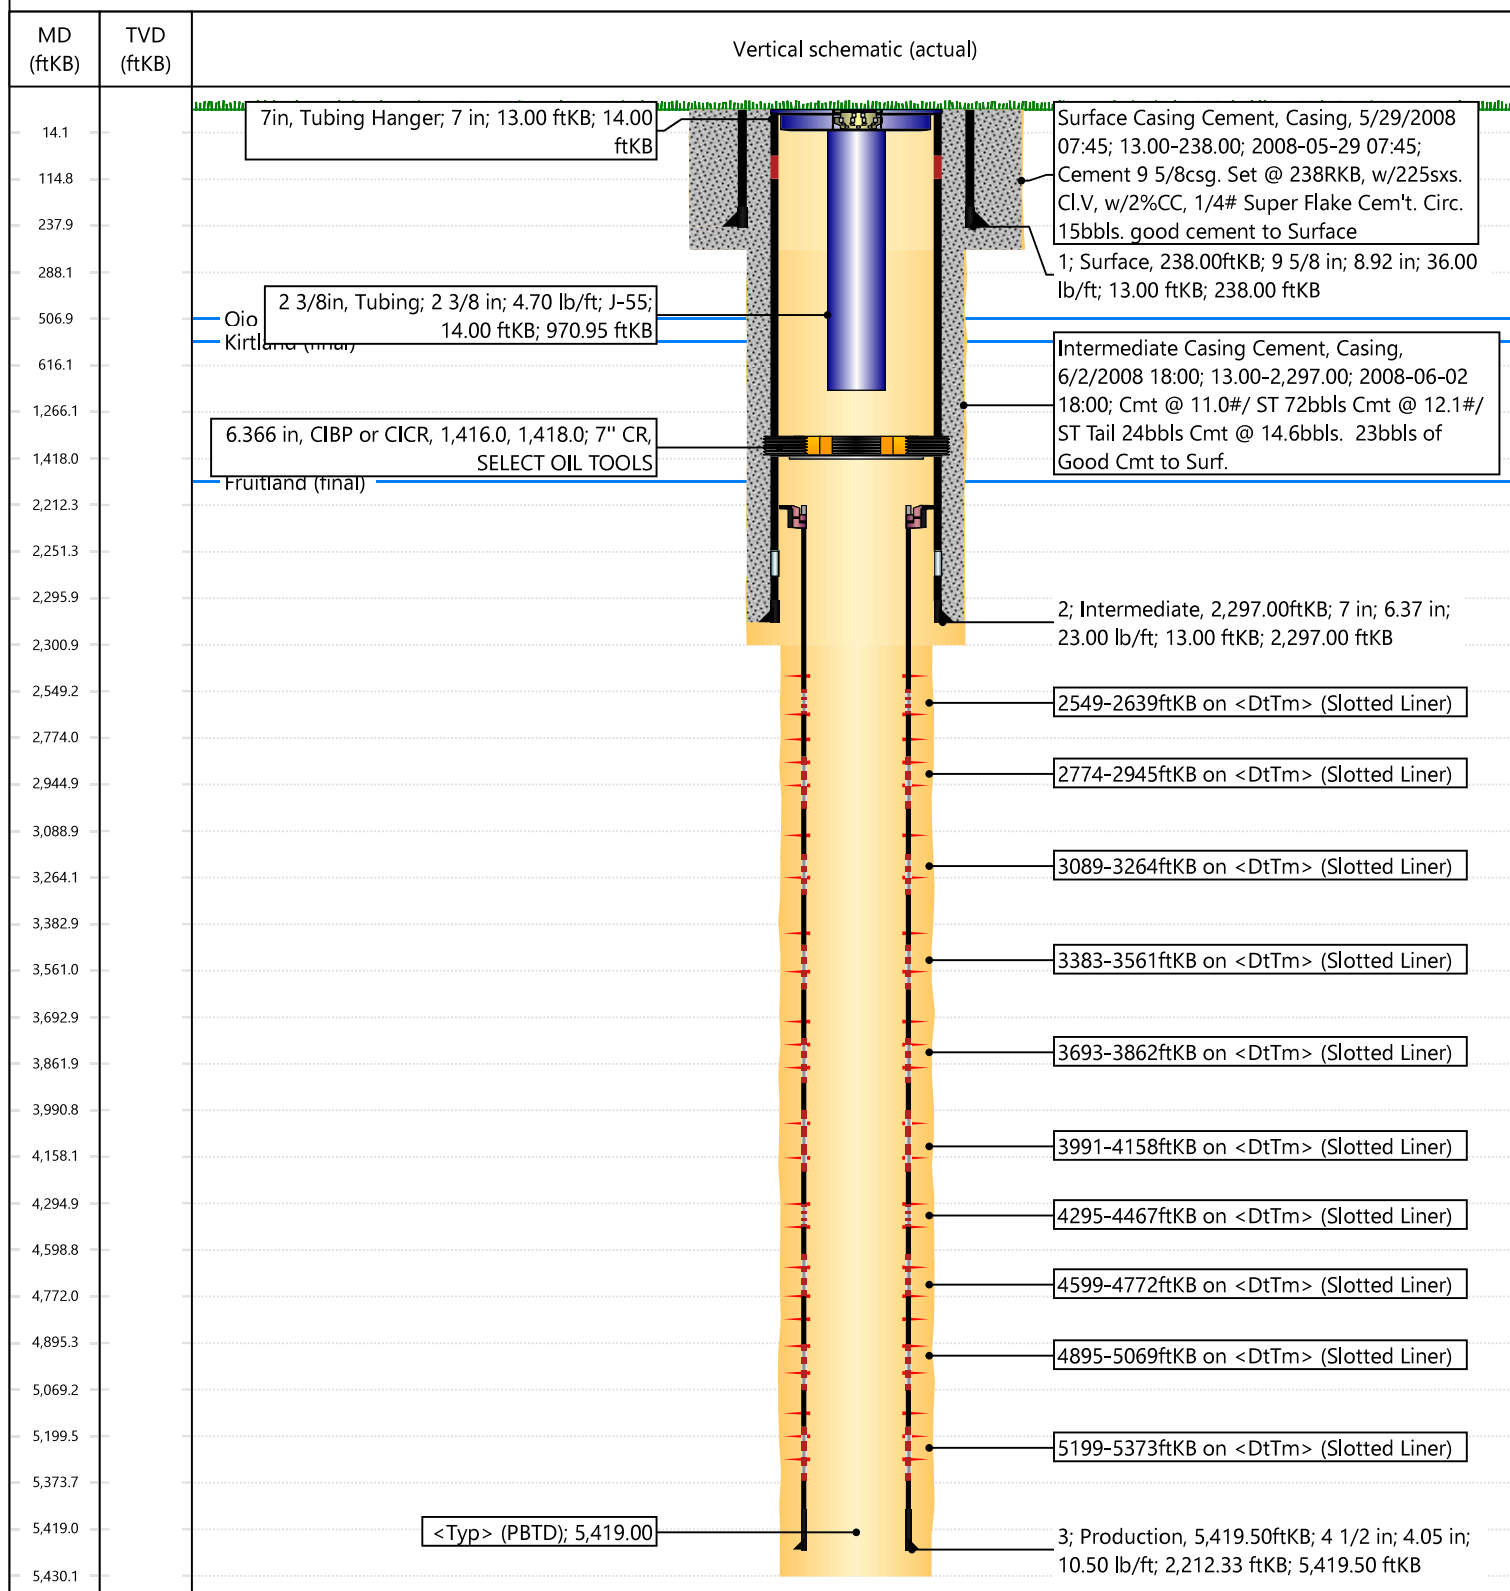 MD
(ftKB)
TVD
(ftKB)
Vertical schematic (actual)
14.1
114.8
237.9
288.1
506.9
616.1
1,266.1
1,418.0
2,212.3
2,251.3
2,295.9
2,300.9
2,549.2
2,774.0
2,944.9
3,088.9
3,264.1
3,382.9
3,561.0
3,692.9
3,861.9
3,990.8
4,158.1
4,294.9
4,598.8
4,772.0
4,895.3
5,069.2
5,199.5
5,373.7
5,419.0
5,430.1
7in, Tubing Hanger; 7 in; 13.00 ftKB; 14.00
ftKB
Ojo
2 3/8in, Tubing; 2 3/8 in; 4.70 lb/ft; J-55;
14.00 ftKB; 970.95 ftKB
Kirtland (final)
6.366 in, CIBP or CICR, 1,416.0, 1,418.0; 7'' CR,
SELECT OIL TOOLS
Fruitland (final)
<Typ> (PBTD); 5,419.00
Surface Casing Cement, Casing, 5/29/2008
07:45; 13.00-238.00; 2008-05-29 07:45;
Cement 9 5/8csg. Set @ 238RKB, w/225sxs.
Cl.V, w/2%CC, 1/4# Super Flake Cem't. Circ.
15bbls. good cement to Surface
1; Surface, 238.00ftKB; 9 5/8 in; 8.92 in; 36.00
lb/ft; 13.00 ftKB; 238.00 ftKB
Intermediate Casing Cement, Casing,
6/2/2008 18:00; 13.00-2,297.00; 2008-06-02
18:00; Cmt @ 11.0#/ ST 72bbls Cmt @ 12.1#/
ST Tail 24bbls Cmt @ 14.6bbls.  23bbls of
Good Cmt to Surf.
2; Intermediate, 2,297.00ftKB; 7 in; 6.37 in;
23.00 lb/ft; 13.00 ftKB; 2,297.00 ftKB
2549-2639ftKB on <DtTm> (Slotted Liner)
2774-2945ftKB on <DtTm> (Slotted Liner)
3089-3264ftKB on <DtTm> (Slotted Liner)
3383-3561ftKB on <DtTm> (Slotted Liner)
3693-3862ftKB on <DtTm> (Slotted Liner)
3991-4158ftKB on <DtTm> (Slotted Liner)
4295-4467ftKB on <DtTm> (Slotted Liner)
4599-4772ftKB on <DtTm> (Slotted Liner)
4895-5069ftKB on <DtTm> (Slotted Liner)
5199-5373ftKB on <DtTm> (Slotted Liner)
3; Production, 5,419.50ftKB; 4 1/2 in; 4.05 in;
10.50 lb/ft; 2,212.33 ftKB; 5,419.50 ftKB